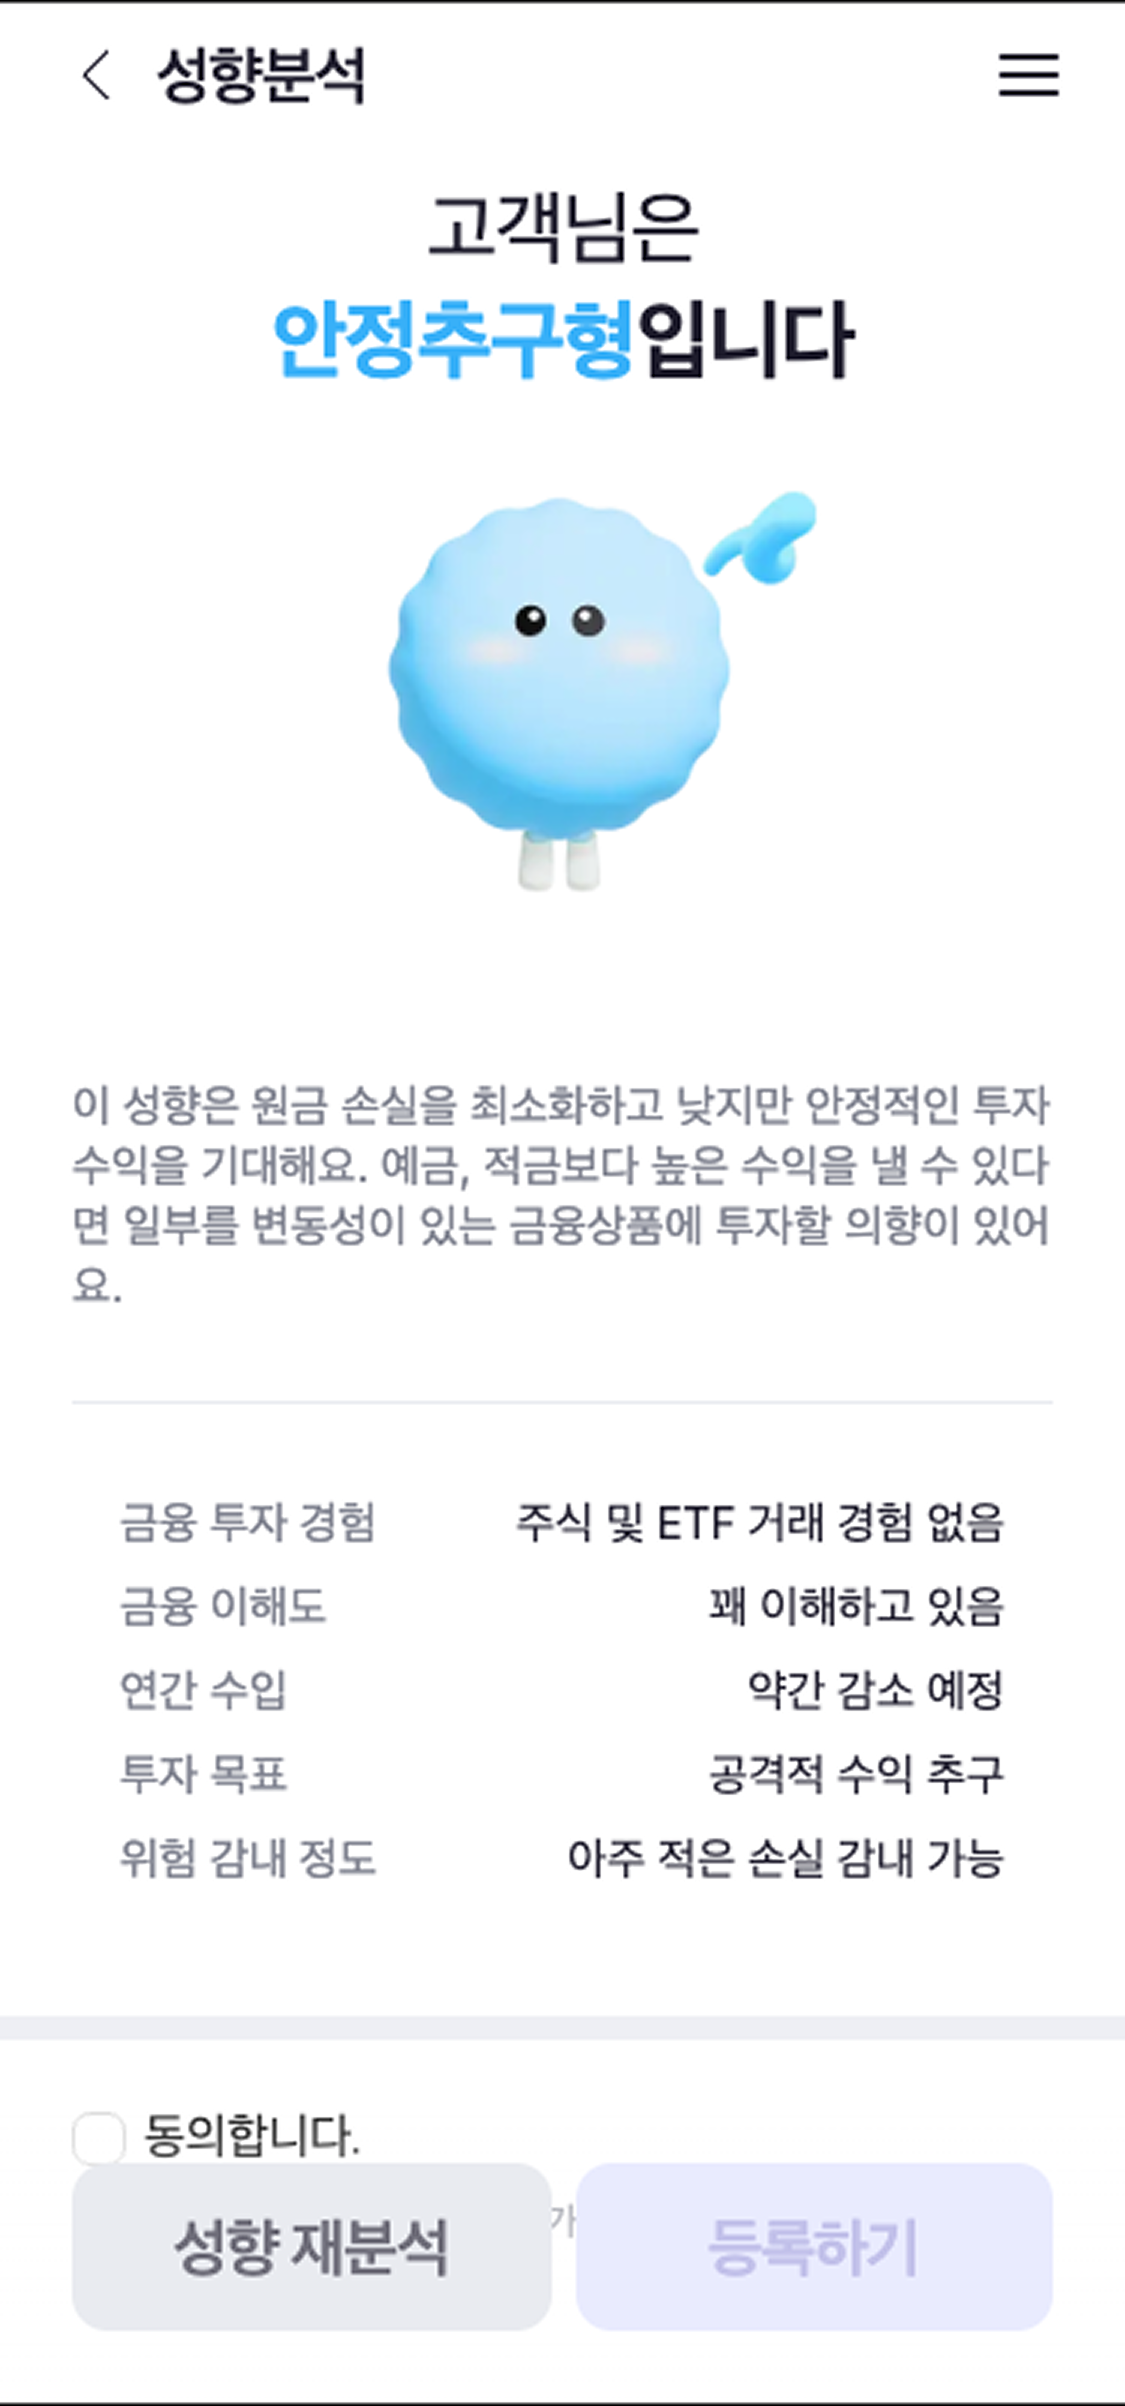 성향분석
고객님은
안정추구형입니다
이 성향은 원금 손실을 최소화하고 낮지만 안정적인 투자
수익을 기대해요. 예금, 적금보다 높은 수익을 낼 수 있다
면 일부를 변동성이 있는 금융상품에 투자할 의향이 있어
요.
금융 투자 경험 주식 및 ETF 거래 경험 없음
금융 이해도 꽤 이해하고 있음
연간 수입 약간 감소 예정
투자 목표 공격적 수익 추구
위험 감내 정도 아주 적은 손실 감내 가능
동의합니다.
성향 재분석 가 등록하기